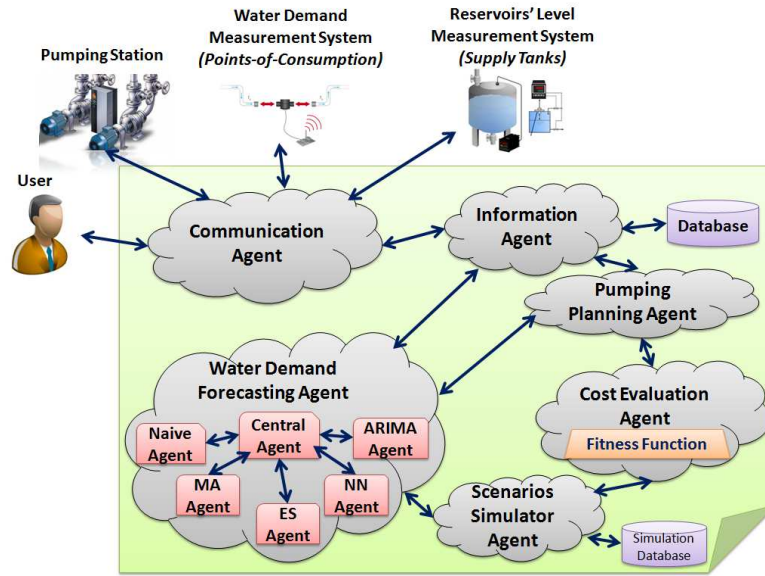 Water Demand
Measurement System
(Points-of-Consumption)
Reservoirs' Level
Measurement System
(Supply Tanks)
Pumping Station
User
Communication
Agent
Information
Agent
Database
Pumping
Planning Agent
Water Demand
Forecasting Agent
Cost Evaluation
Agent
Fitness Function
Naive
Agent
Central
Agent
ARIMA
Agent
MA
Agent
ES
Agent
NN
Agent
Scenarios
Simulator
Agent
Simulation
Database